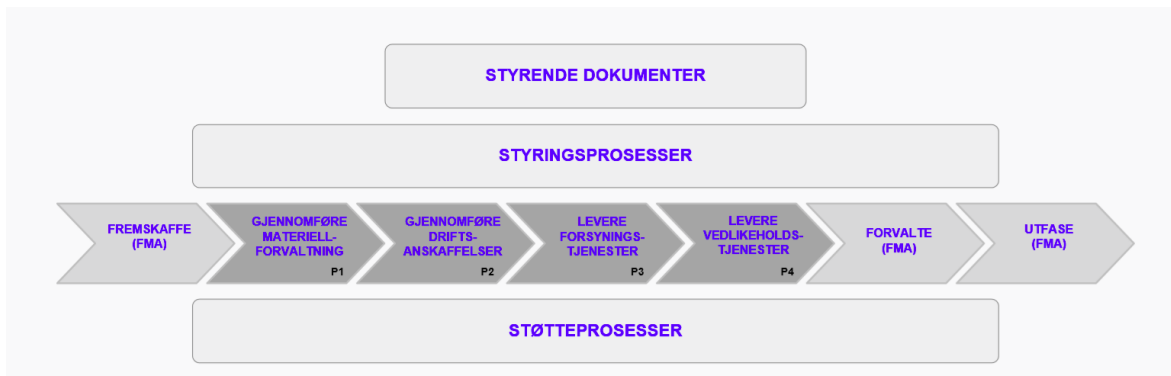 STYRENDE DOKUMENTER
STYRINGSPROSESSER
FREMSKAFFE
(FMA)
GJENNOMFØRE
MATERIELL-
FORVALTNING
P1
GJENNOMFØRE
DRIFTS-
ANSKAFFELSER
P2
LEVERE
FORSYNINGS-
TJENESTER
P3
LEVERE
VEDLIKEHOLDS-
TJENESTER
P4
FORVALTE
(FMA)
UTFASE
(FMA)
STØTTEPROSESSER